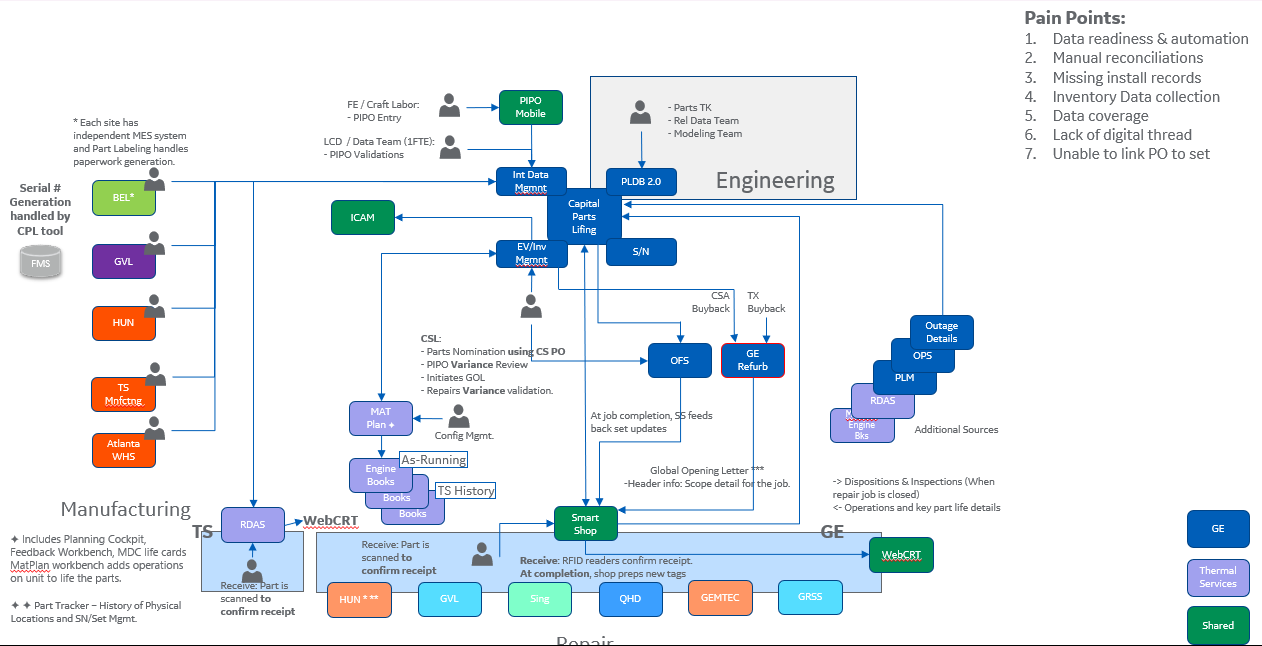 Pain Points:
1. Data readiness & automation
2. Manual reconciliations
3. Missing install records
4. Inventory Data collection
5. Data coverage
6. Lack of digital thread
7. Unable to link PO to set
FE / Craft Labor:
- PIPO Entry
PIPO
Mobile
LCD / Data Team (1FTE):
- PIPO Validations
- Parts TK
- Rel Data Team
- Modeling Team
Engineering
* Each site has
independent MES system
and Part Labeling handles
paperwork generation.
Serial #
Generation
handled by
CPL tool
FMS
BEL*
GVL
HUN
TS
Mnfctng.
Atlanta
WHS
Manufacturing
Int Data
Mgmnt
PLDB 2.0
Capital
Parts
Lifing
ICAM
EV/Inv
Mgmnt
S/N
CSA
Buyback
TX
Buyback
CSL:
- Parts Nomination using CS PO
- PIPO Variance Review
- Initiates GOL
- Repairs Variance validation.
OFS
GE
Refurb
Outage
Details
OPS
PLM
RDAS
Engine
Bks
Additional Sources
MAT
Plan +
Config Mgmt.
At job completion, SS feeds
back set updates
Engine
Books
As-Running
Books
TS History
Books
Global Opening Letter ***
-Header info: Scope detail for the job.
-> Dispositions & Inspections (When
repair job is closed)
<- Operations and key part life details
TS
RDAS
WebCRT
Smart
Shop
GE
WebCRT
Receive: Part is
scanned to
confirm receipt
Receive: Part is
scanned to
confirm receipt
Receive: RFID readers confirm receipt.
At completion, shop preps new tags
✦ Includes Planning Cockpit,
Feedback Workbench, MDC life cards
MatPlan workbench adds operations
on unit to life the parts.
✦ ✦ Part Tracker – History of Physical
Locations and SN/Set Mgmt.
HUN * **
GVL
Sing
QHD
GEMTEC
GRSS
Repair
GE
Thermal
Services
Shared